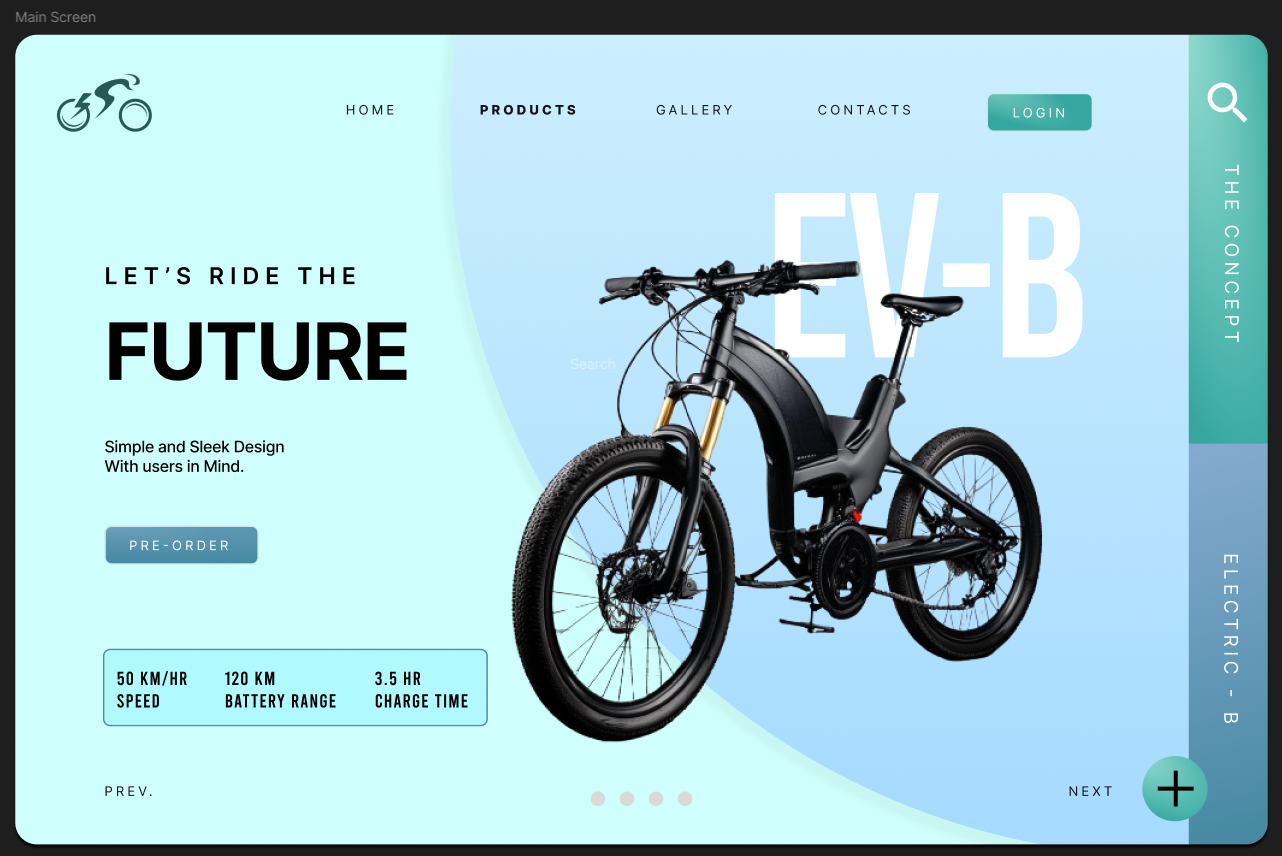 Main Screen
HOME
PRODUCTS
GALLERY
CONTACTS
LOGIN
THE CONCEPT
EV-B
LET’S RIDE THE
FUTURE
Search
Simple and Sleek Design
With users in Mind.
PRE-ORDER
ELECTRIC - B
50 KM/HR
SPEED
120 KM
BATTERY RANGE
3.5 HR
CHARGE TIME
PREV.
NEXT